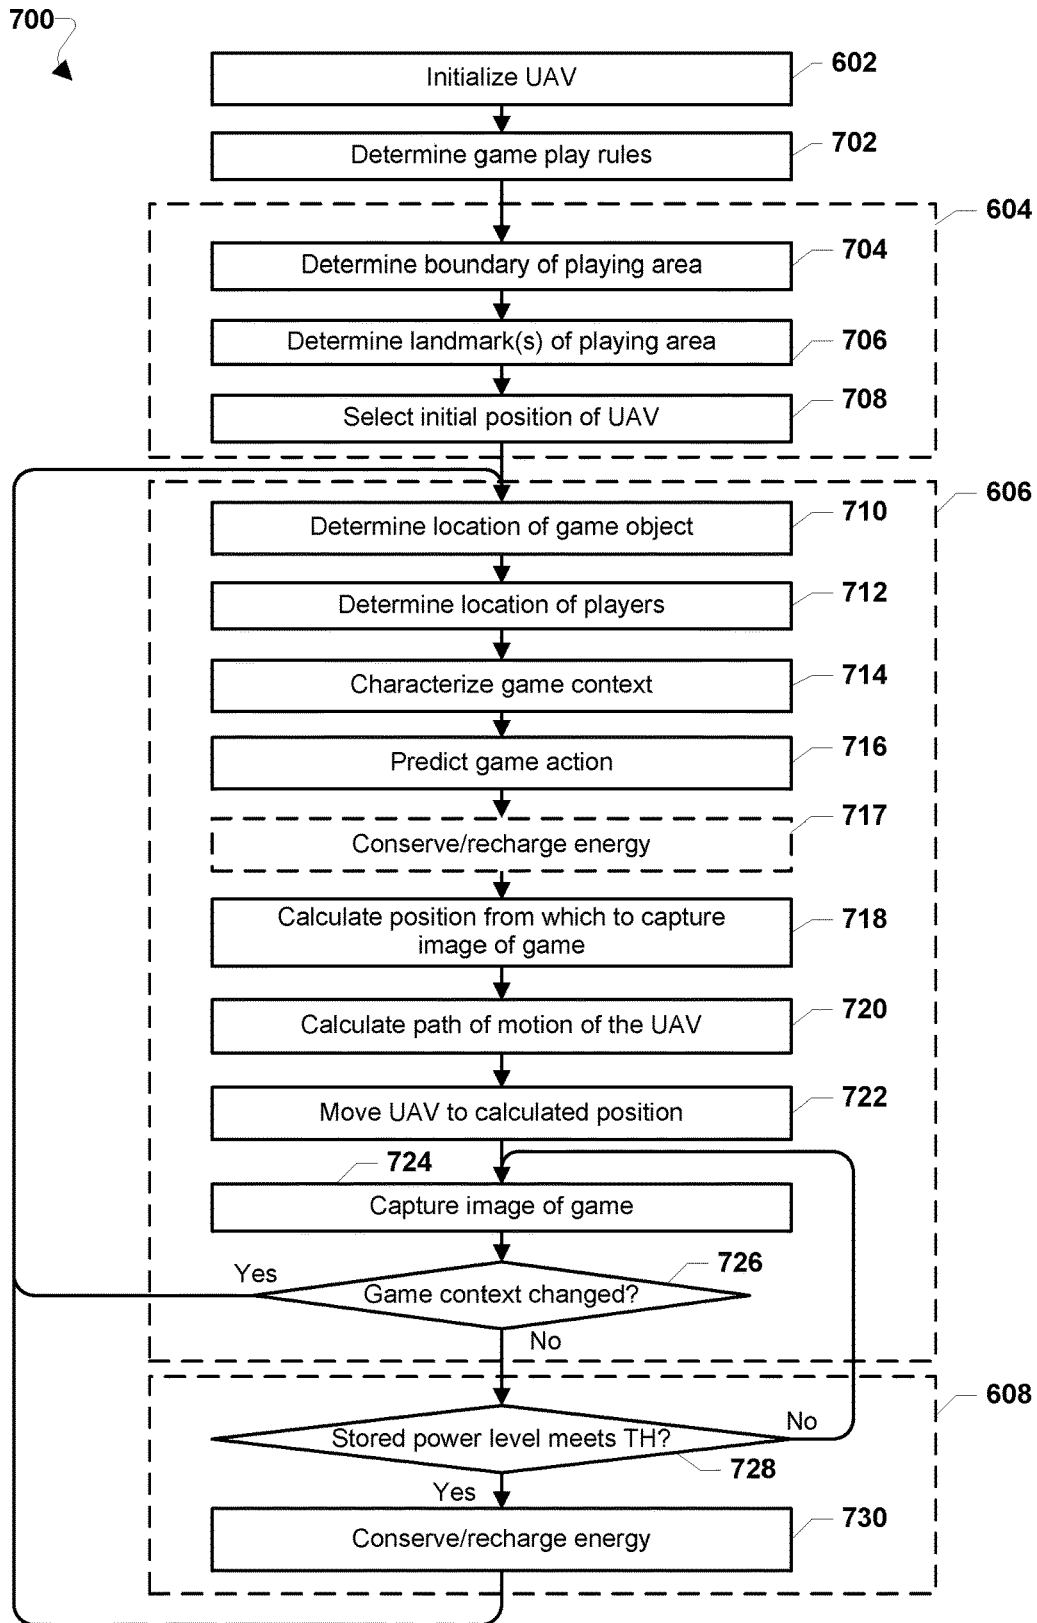 700
Initialize UAV
602
Determine game play rules
702
604
Determine boundary of playing area
704
Determine landmark(s) of playing area
706
Select initial position of UAV
708
606
Determine location of game object
710
Determine location of players
712
Characterize game context
714
Predict game action
716
Conserve/recharge energy
717
Calculate position from which to capture
image of game
718
Calculate path of motion of the UAV
720
Move UAV to calculated position
722
724
Capture image of game
Yes
Game context changed?
726
No
608
Stored power level meets TH?
No
728
Yes
Conserve/recharge energy
730